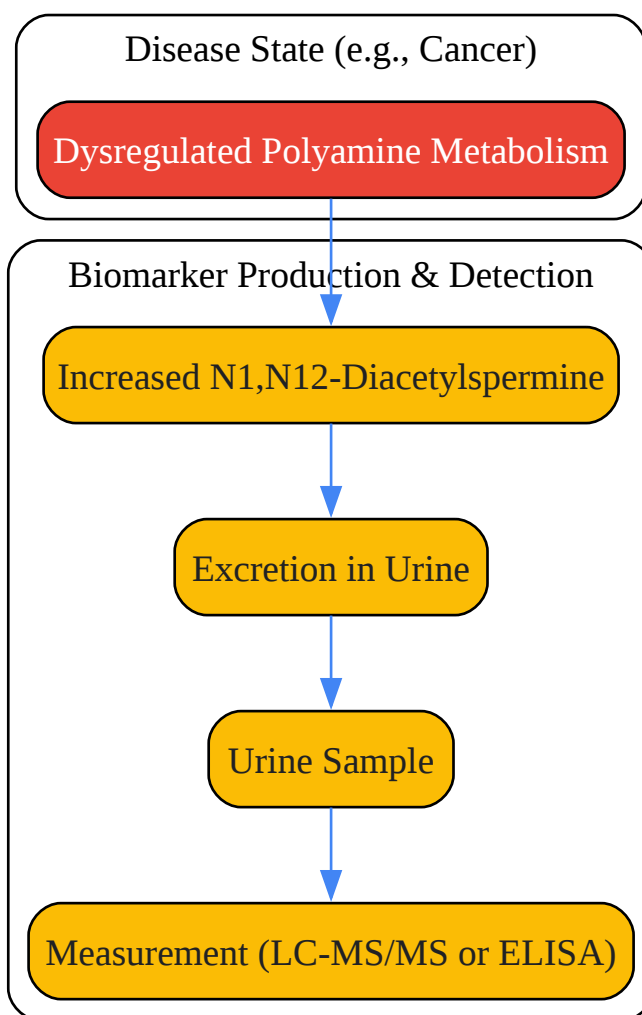 Disease State (e.g., Cancer)
Dysregulated Polyamine Metabolism
Biomarker Production & Detection
Increased N1,N12-Diacetylspermine
Excretion in Urine
Urine Sample
Measurement (LC-MS/MS or ELISA)